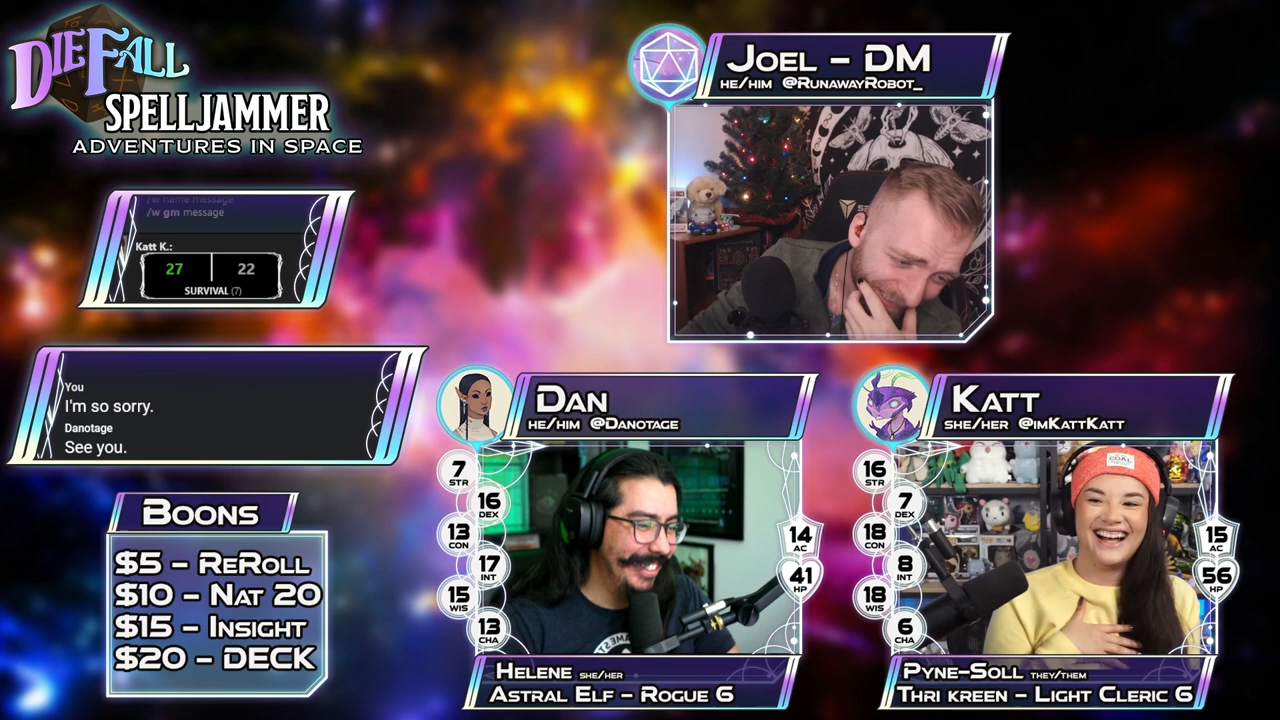 DIEFALL
SPELLJAMMER
ADVENTURES IN SPACE
JOEL - DM
HE/HIM @RUNAWAYROBOT_
/w name message
/w gm message
Katt K.:
27 22
SURVIVAL (7)
You
I'm so sorry.
Danotage
See you.
BOONS
$5 - REROLL
$10 - NAT 20
$15 - INSIGHT
$20 - DECK
DAN
HE/HIM @DANOTAGE
7
STR
16
DEX
13
CON
17
INT
15
WIS
13
CHA
14
AC
41
HP
HELENE SHE/HER
ASTRAL ELF - ROGUE 6
KATT
SHE/HER @IMKATTKATT
16
STR
7
DEX
18
CON
8
INT
18
WIS
6
CHA
15
AC
56
HP
COAL
PYNE-SOLL THEY/THEM
THRI KREEN - LIGHT CLERIC 6